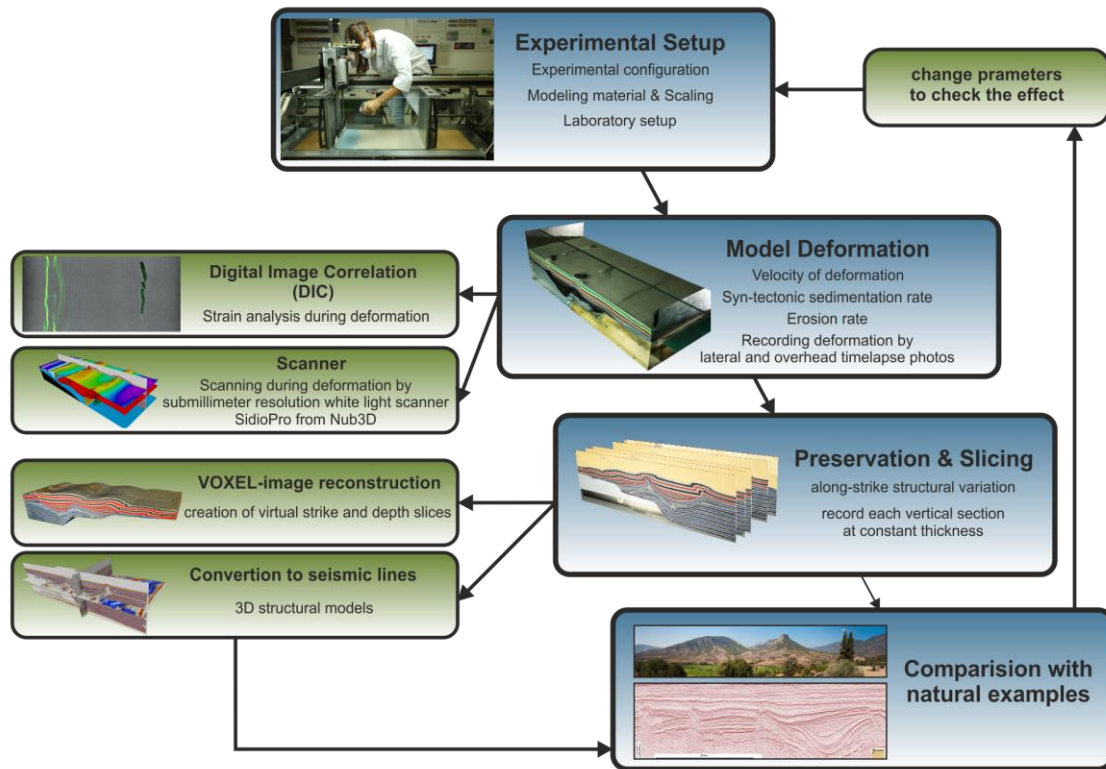 Experimental Setup
Experimental configuration
Modeling material & Scaling
Laboratory setup
change prameters
to check the effect
Model Deformation
Velocity of deformation
Syn-tectonic sedimentation rate
Erosion rate
Recording deformation by
lateral and overhead timelapse photos
Digital Image Correlation
(DIC)
Strain analysis during deformation
Scanner
Scanning during deformation by
submillimeter resolution white light scanner
SidioPro from Nub3D
Preservation & Slicing
along-strike structural variation
record each vertical section
at constant thickness
VOXEL-image reconstruction
creation of virtual strike and depth slices
Convertion to seismic lines
3D structural models
Comparision with
natural examples